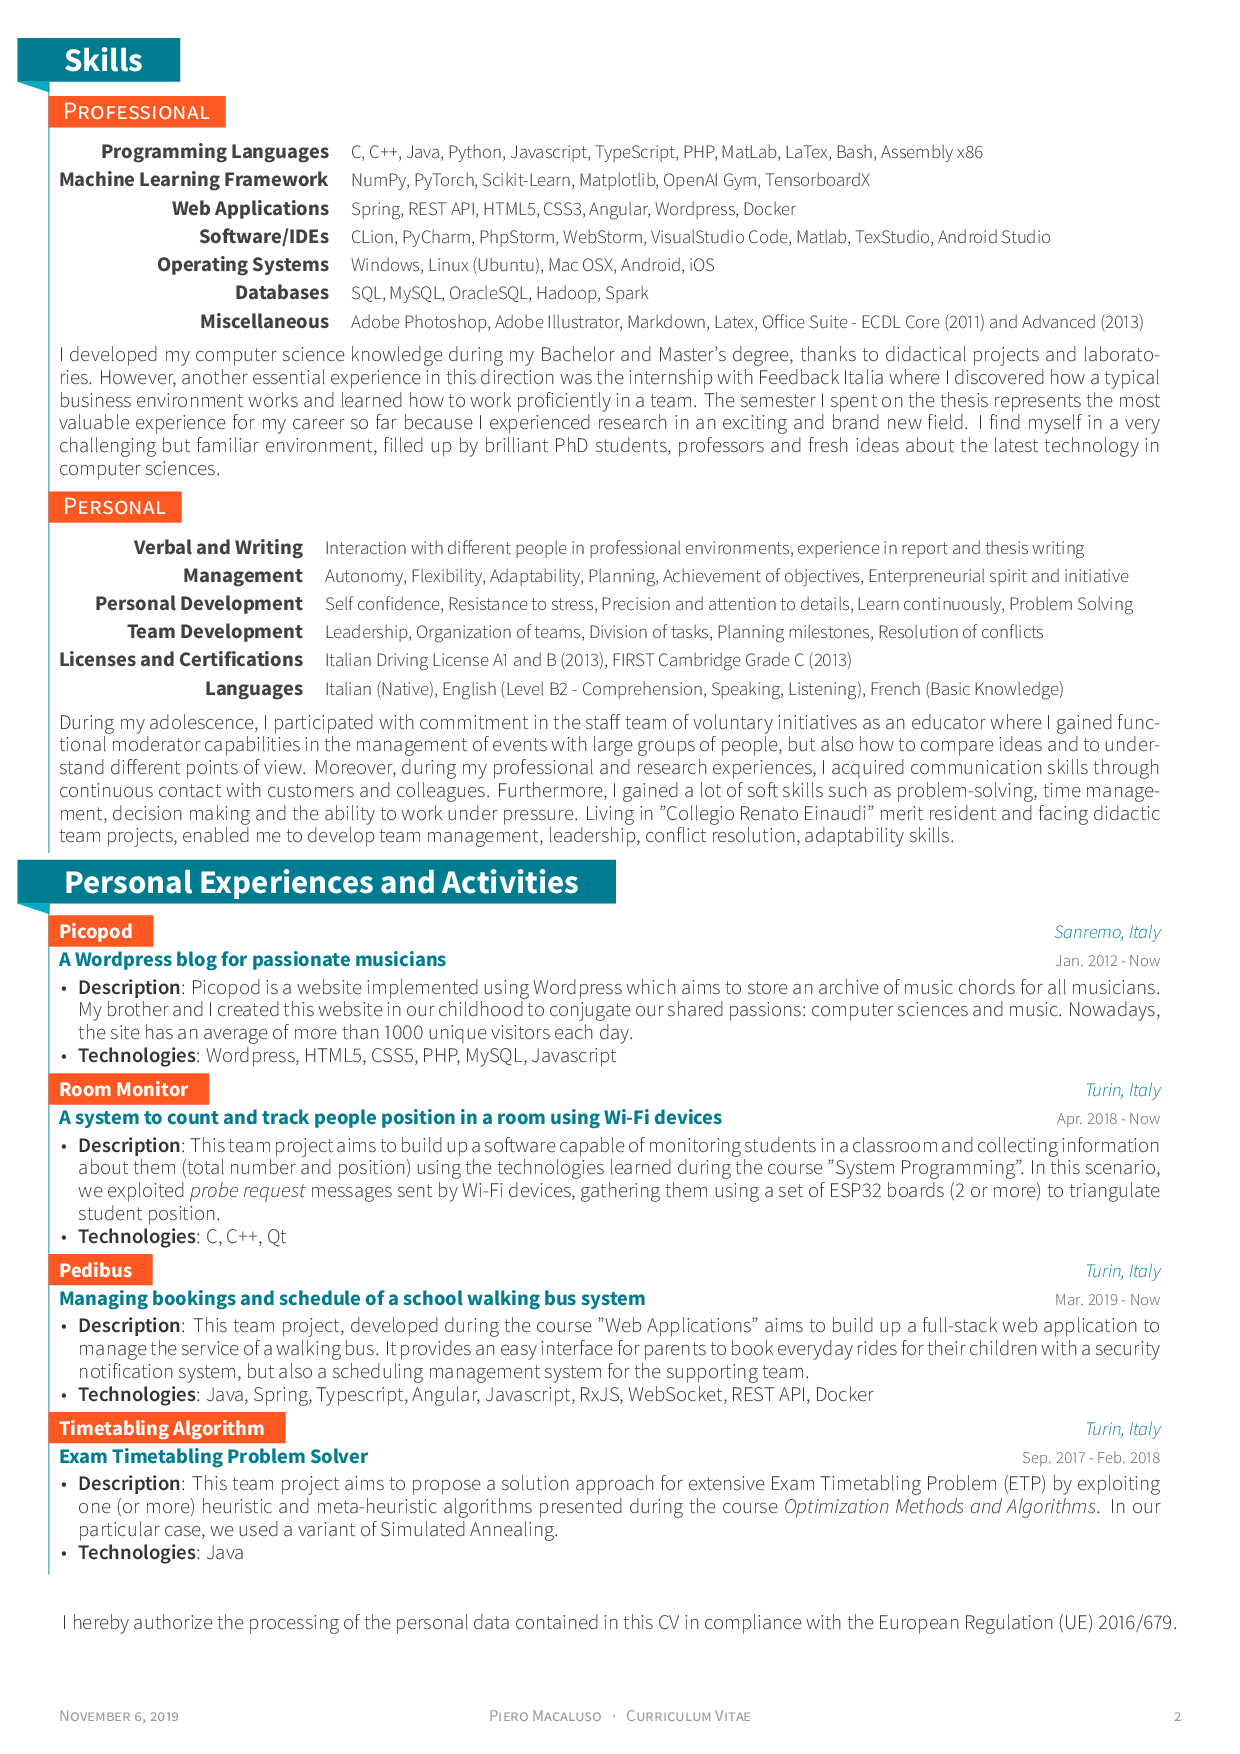 Skills
PROFESSIONAL
Programming Languages C, C++, Java, Python, Javascript, TypeScript, PHP, MatLab, LaTex, Bash, Assembly x86
Machine Learning Framework NumPy, PyTorch, Scikit-Learn, Matplotlib, OpenAI Gym, TensorboardX
Web Applications Spring, REST API, HTML5, CSS3, Angular, Wordpress, Docker
Software/IDEs CLion, PyCharm, PhpStorm, WebStorm, VisualStudio Code, Matlab, TexStudio, Android Studio
Operating Systems Windows, Linux (Ubuntu), Mac OSX, Android, iOS
Databases SQL, MySQL, OracleSQL, Hadoop, Spark
Miscellaneous Adobe Photoshop, Adobe Illustrator, Markdown, Latex, Office Suite - ECDL Core (2011) and Advanced (2013)
I developed my computer science knowledge during my Bachelor and Master's degree, thanks to didactical projects and laborato-
ries. However, another essential experience in this direction was the internship with Feedback Italia where I discovered how a typical
business environment works and learned how to work proficiently in a team. The semester I spent on the thesis represents the most
valuable experience for my career so far because I experienced research in an exciting and brand new field. I find myself in a very
challenging but familiar environment, filled up by brilliant PhD students, professors and fresh ideas about the latest technology in
computer sciences.
PERSONAL
Verbal and Writing Interaction with different people in professional environments, experience in report and thesis writing
Management Autonomy, Flexibility, Adaptability, Planning, Achievement of objectives, Enterpreneurial spirit and initiative
Personal Development Self confidence, Resistance to stress, Precision and attention to details, Learn continuously, Problem Solving
Team Development Leadership, Organization of teams, Division of tasks, Planning milestones, Resolution of conflicts
Licenses and Certifications Italian Driving License A1 and B (2013), FIRST Cambridge Grade C (2013)
Languages Italian (Native), English (Level B2 - Comprehension, Speaking, Listening), French (Basic Knowledge)
During my adolescence, I participated with commitment in the staff team of voluntary initiatives as an educator where I gained func-
tional moderator capabilities in the management of events with large groups of people, but also how to compare ideas and to under-
stand different points of view. Moreover, during my professional and research experiences, I acquired communication skills through
continuous contact with customers and colleagues. Furthermore, I gained a lot of soft skills such as problem-solving, time manage-
ment, decision making and the ability to work under pressure. Living in ”Collegio Renato Einaudi” merit resident and facing didactic
team projects, enabled me to develop team management, leadership, conflict resolution, adaptability skills.
Personal Experiences and Activities
Picopod Sanremo, Italy
A Wordpress blog for passionate musicians Jan. 2012 - Now
• Description: Picopod is a website implemented using Wordpress which aims to store an archive of music chords for all musicians.
My brother and I created this website in our childhood to conjugate our shared passions: computer sciences and music. Nowadays,
the site has an average of more than 1000 unique visitors each day.
• Technologies: Wordpress, HTML5, CSS5, PHP, MySQL, Javascript
Room Monitor Turin, Italy
A system to count and track people position in a room using Wi-Fi devices Apr. 2018 - Now
• Description: This team project aims to build up a software capable of monitoring students in a classroom and collecting information
about them (total number and position) using the technologies learned during the course ”System Programming”. In this scenario,
we exploited probe request messages sent by Wi-Fi devices, gathering them using a set of ESP32 boards (2 or more) to triangulate
student position.
• Technologies: C, C++, Qt
Pedibus Turin, Italy
Managing bookings and schedule of a school walking bus system Mar. 2019 - Now
• Description: This team project, developed during the course ”Web Applications” aims to build up a full-stack web application to
manage the service of a walking bus. It provides an easy interface for parents to book everyday rides for their children with a security
notification system, but also a scheduling management system for the supporting team.
• Technologies: Java, Spring, Typescript, Angular, Javascript, RxJS, WebSocket, REST API, Docker
Timetabling Algorithm Turin, Italy
Exam Timetabling Problem Solver Sep. 2017 - Feb. 2018
• Description: This team project aims to propose a solution approach for extensive Exam Timetabling Problem (ETP) by exploiting
one (or more) heuristic and meta-heuristic algorithms presented during the course Optimization Methods and Algorithms. In our
particular case, we used a variant of Simulated Annealing.
• Technologies: Java
I hereby authorize the processing of the personal data contained in this CV in compliance with the European Regulation (UE) 2016/679.
NOVEMBER 6, 2019 PIERO MACALUSO · CURRICULUM VITAE 2